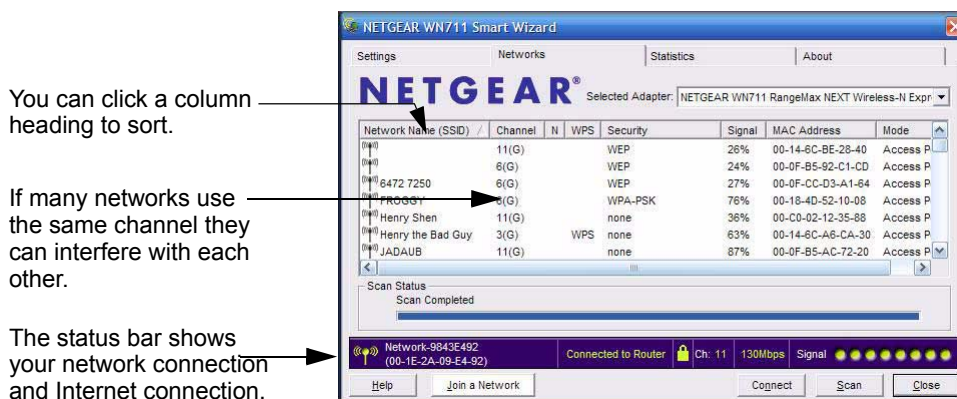 NETGEAR WN711 Smart Wizard
Settings Networks Statistics About
NETGEAR® Selected Adapter: NETGEAR WN711 RangeMax NEXT Wireless-N Expr
You can click a column
heading to sort.
Network Name (SSID) Channel N WPS Security Signal MAC Address Mode
11(G) WEP 26% 00-14-6C-BE-28-40 Access P
6(G) WEP 24% 00-0F-B5-92-C1-CD Access P
6472 7250 6(G) WEP 27% 00-0F-CC-D3-A1-64 Access P
FROGGY 6(G) WPA-PSK 76% 00-18-4D-52-10-08 Access P
Henry Shen 11(G) none 36% 00-C0-02-12-35-88 Access P
Henry the Bad Guy 3(G) WPS none 63% 00-14-6C-A6-CA-30 Access P
JADAUB 11(G) none 87% 00-0F-B5-AC-72-20 Access P
If many networks use
the same channel they
can interfere with each
other.
Scan Status
Scan Completed
The status bar shows
your network connection
and Internet connection.
Network-9843E492
(00-1E-2A-09-E4-92)
Connected to Router Ch: 11 130Mbps Signal
Help Join a Network Connect Scan Close